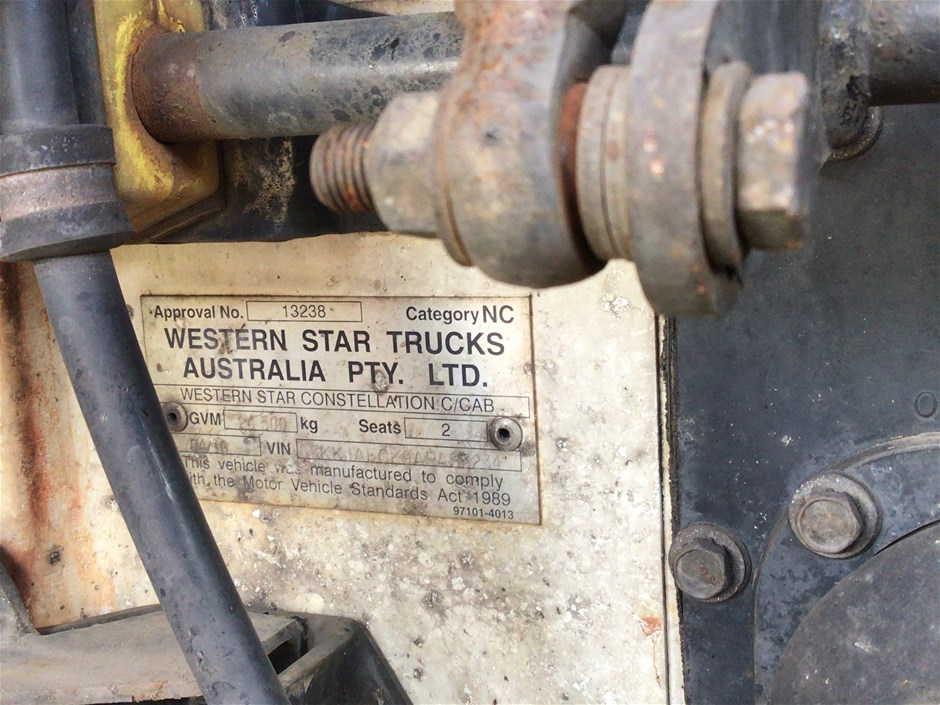 Approval No. 13238 Category NC
WESTERN STAR TRUCKS
AUSTRALIA PTY. LTD.
WESTERN STAR CONSTELLATION C/CAB
GVM 24500 kg Seats 2
VIN
This vehicle was manufactured to comply
with the Motor Vehicle Standards Act 1989
97101-4013